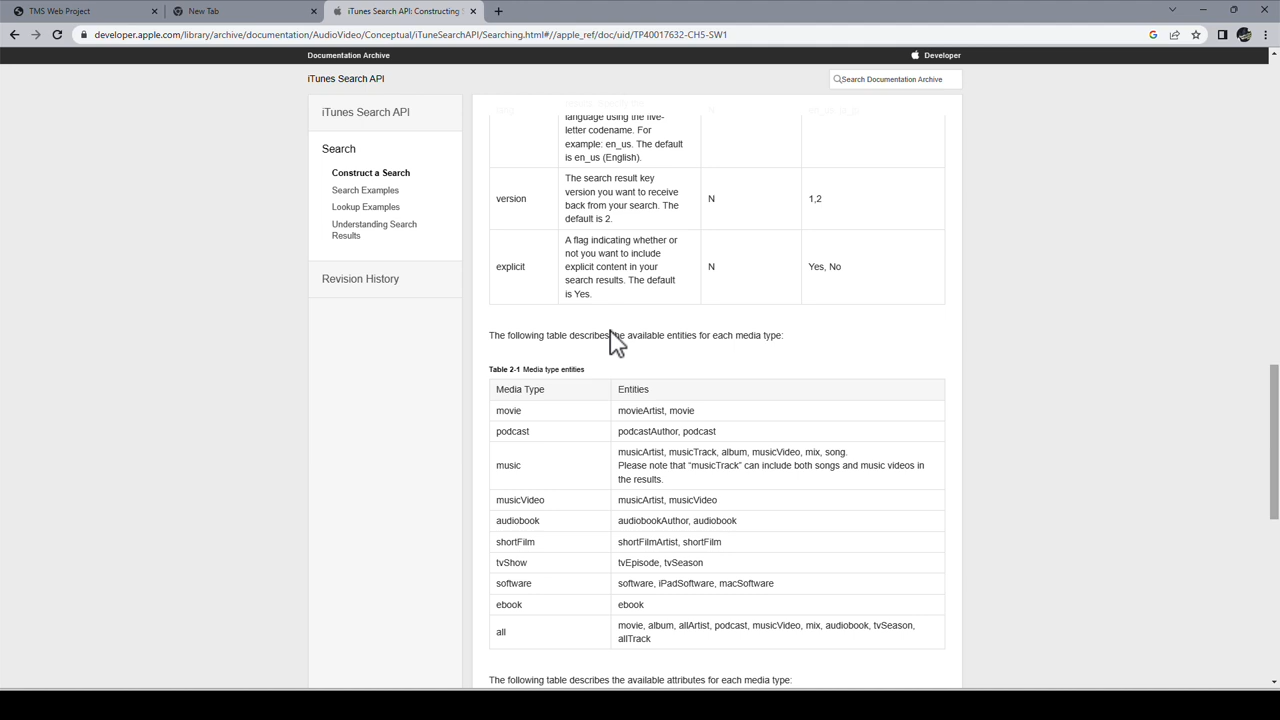 TMS Web Project
New Tab
iTunes Search API: Constructing
developer.apple.com/library/archive/documentation/AudioVideo/Conceptual/iTuneSearchAPI/Searching.html#//apple_ref/doc/uid/TP40017632-CH5-SW1
Documentation Archive
Developer
iTunes Search API
Search Documentation Archive
iTunes Search API
Search
Construct a Search
Search Examples
Lookup Examples
Understanding Search
Results
Revision History
language using the five-
letter codename. For
example: en_us. The default
is en_us (English).
version
The search result key
version you want to receive
back from your search. The
default is 2.
N
1,2
explicit
A flag indicating whether or
not you want to include
explicit content in your
search results. The default
is Yes.
N
Yes, No
The following table describes the available entities for each media type:
Table 2-1 Media type entities
Media Type
Entities
movie
movieArtist, movie
podcast
podcastAuthor, podcast
music
musicArtist, musicTrack, album, musicVideo, mix, song.
Please note that “musicTrack” can include both songs and music videos in
the results.
musicVideo
musicArtist, musicVideo
audiobook
audiobookAuthor, audiobook
shortFilm
shortFilmArtist, shortFilm
tvShow
tvEpisode, tvSeason
software
software, iPadSoftware, macSoftware
ebook
ebook
all
movie, album, allArtist, podcast, musicVideo, mix, audiobook, tvSeason,
allTrack
The following table describes the available attributes for each media type: